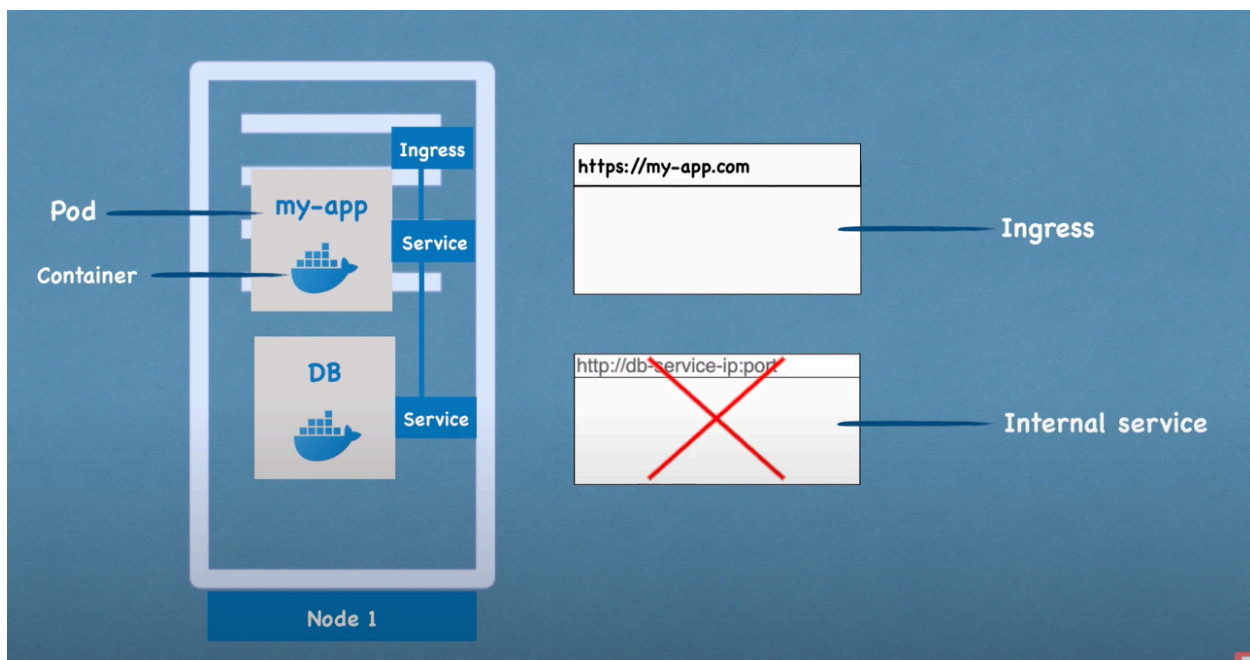 Ingress
https://my-app.com
Pod
my-app
Service
Ingress
Container
DB
http://db-service-ip:port
Service
Internal service
Node 1